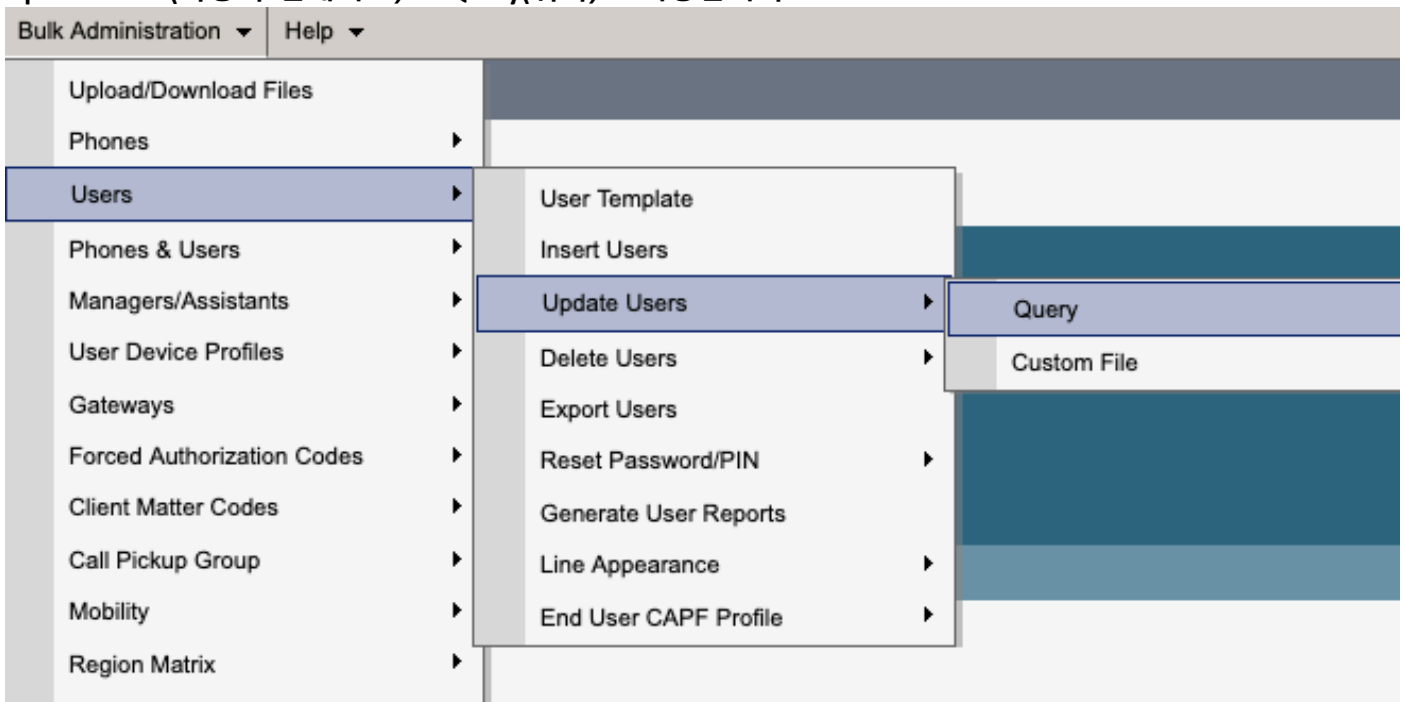 Bulk Administration Help
Upload/Download Files
Phones
Users
Phones & Users
Managers/Assistants
User Device Profiles
Gateways
Forced Authorization Codes
Client Matter Codes
Call Pickup Group
Mobility
Region Matrix
User Template
Insert Users
Update Users
Delete Users
Export Users
Reset Password/PIN
Generate User Reports
Line Appearance
End User CAPF Profile
Query
Custom File